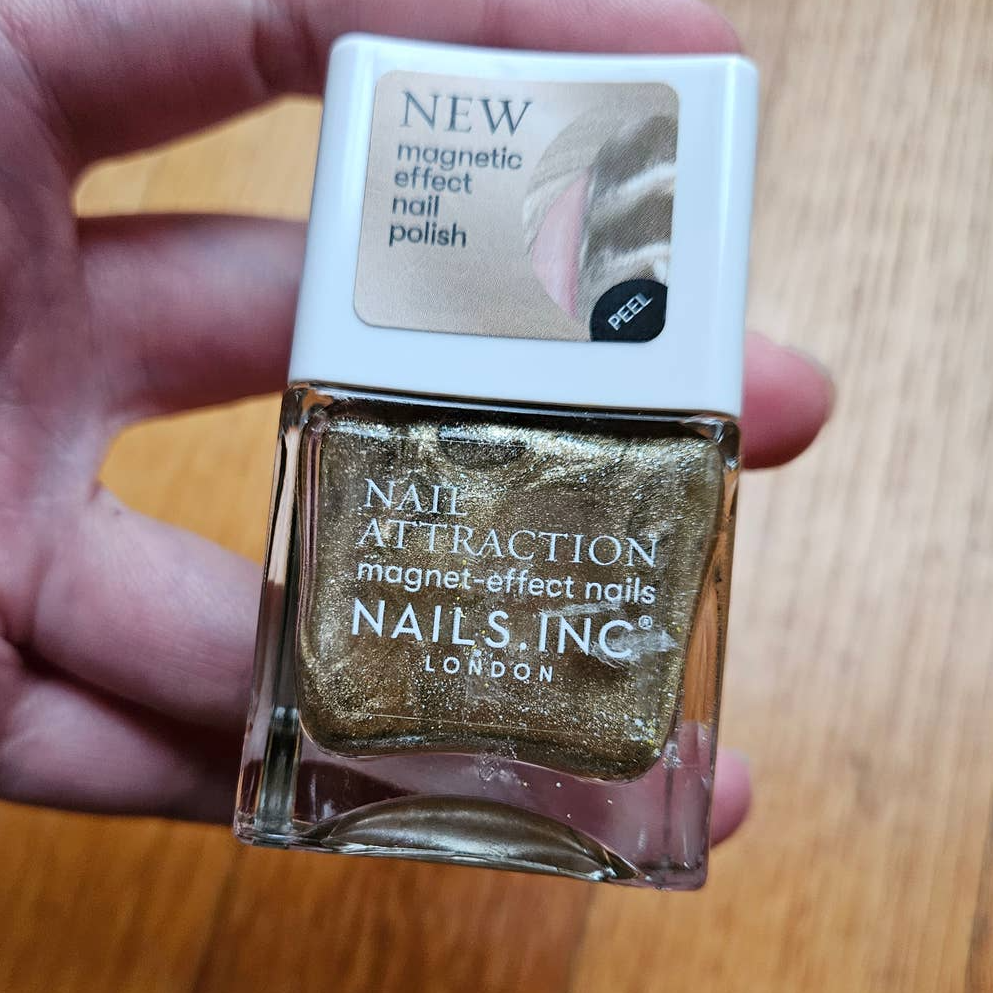 NEW
magnetic
effect
nail
polish
PEEL
NAIL
ATTRACTION
magnet-effect nails
NAILS.INC®
LONDON